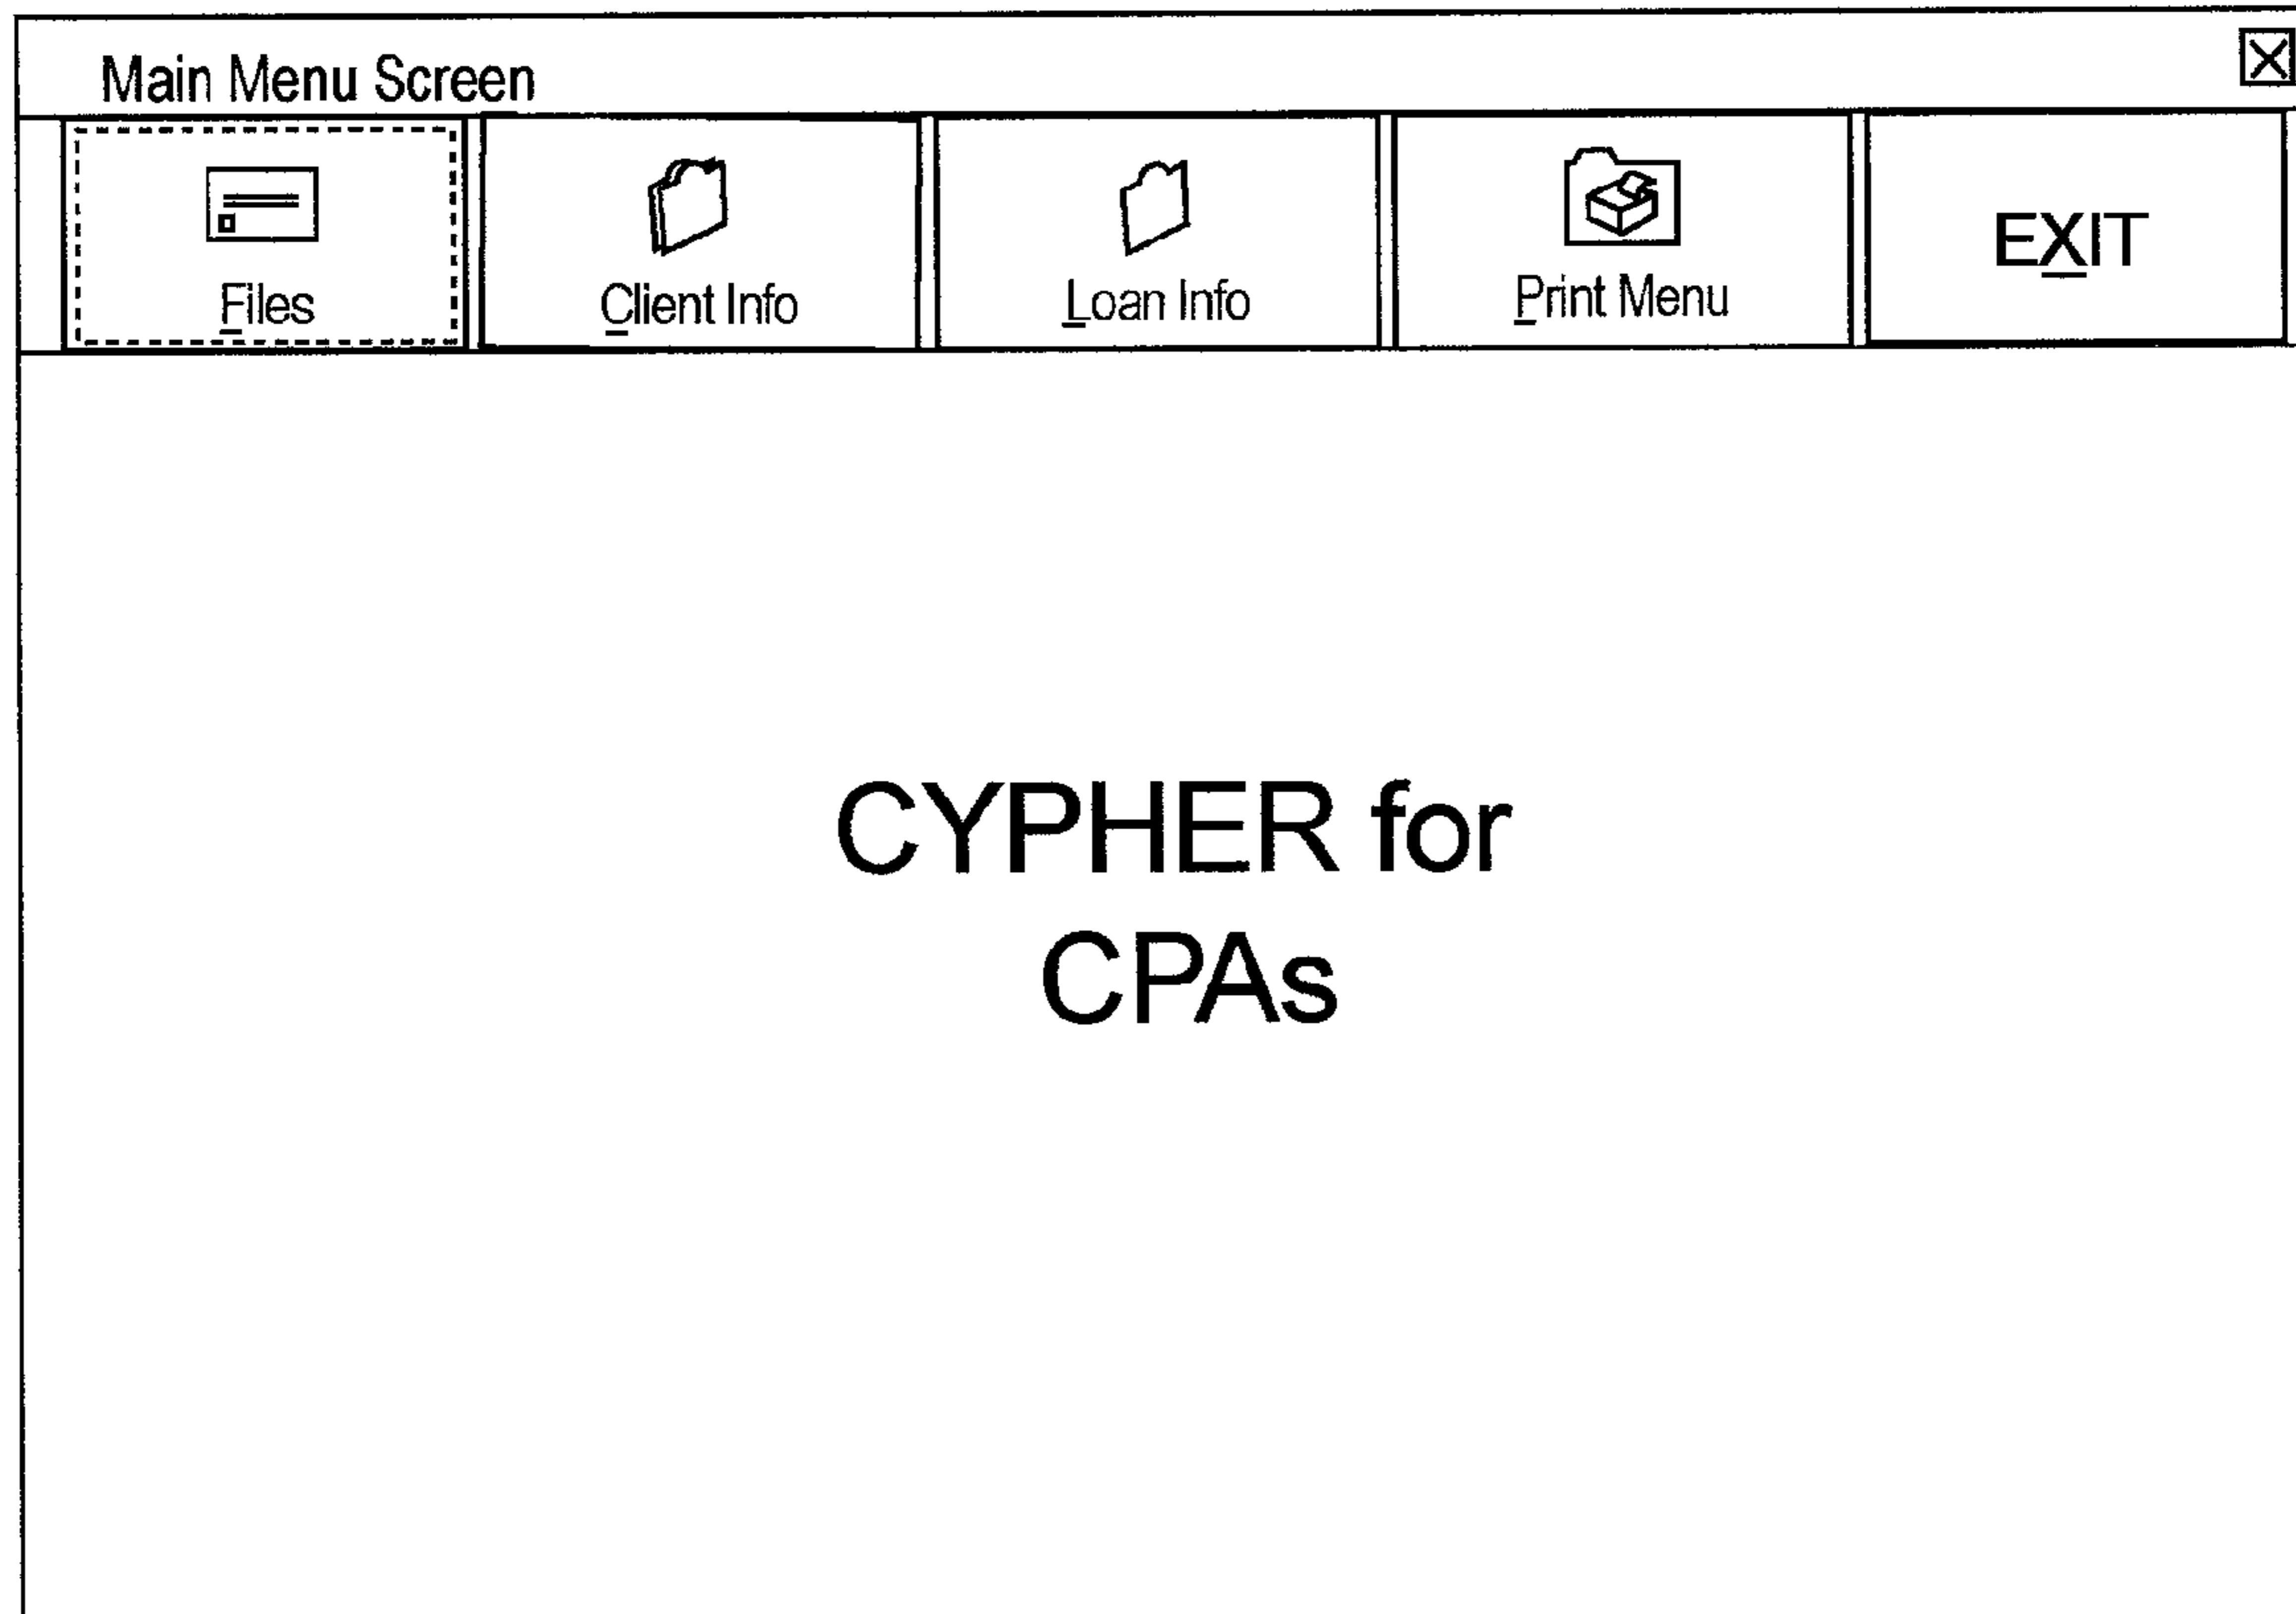 Main Menu Screen
Files
Client Info
Loan Info
Print Menu
EXIT
CYPHER for
CPAs